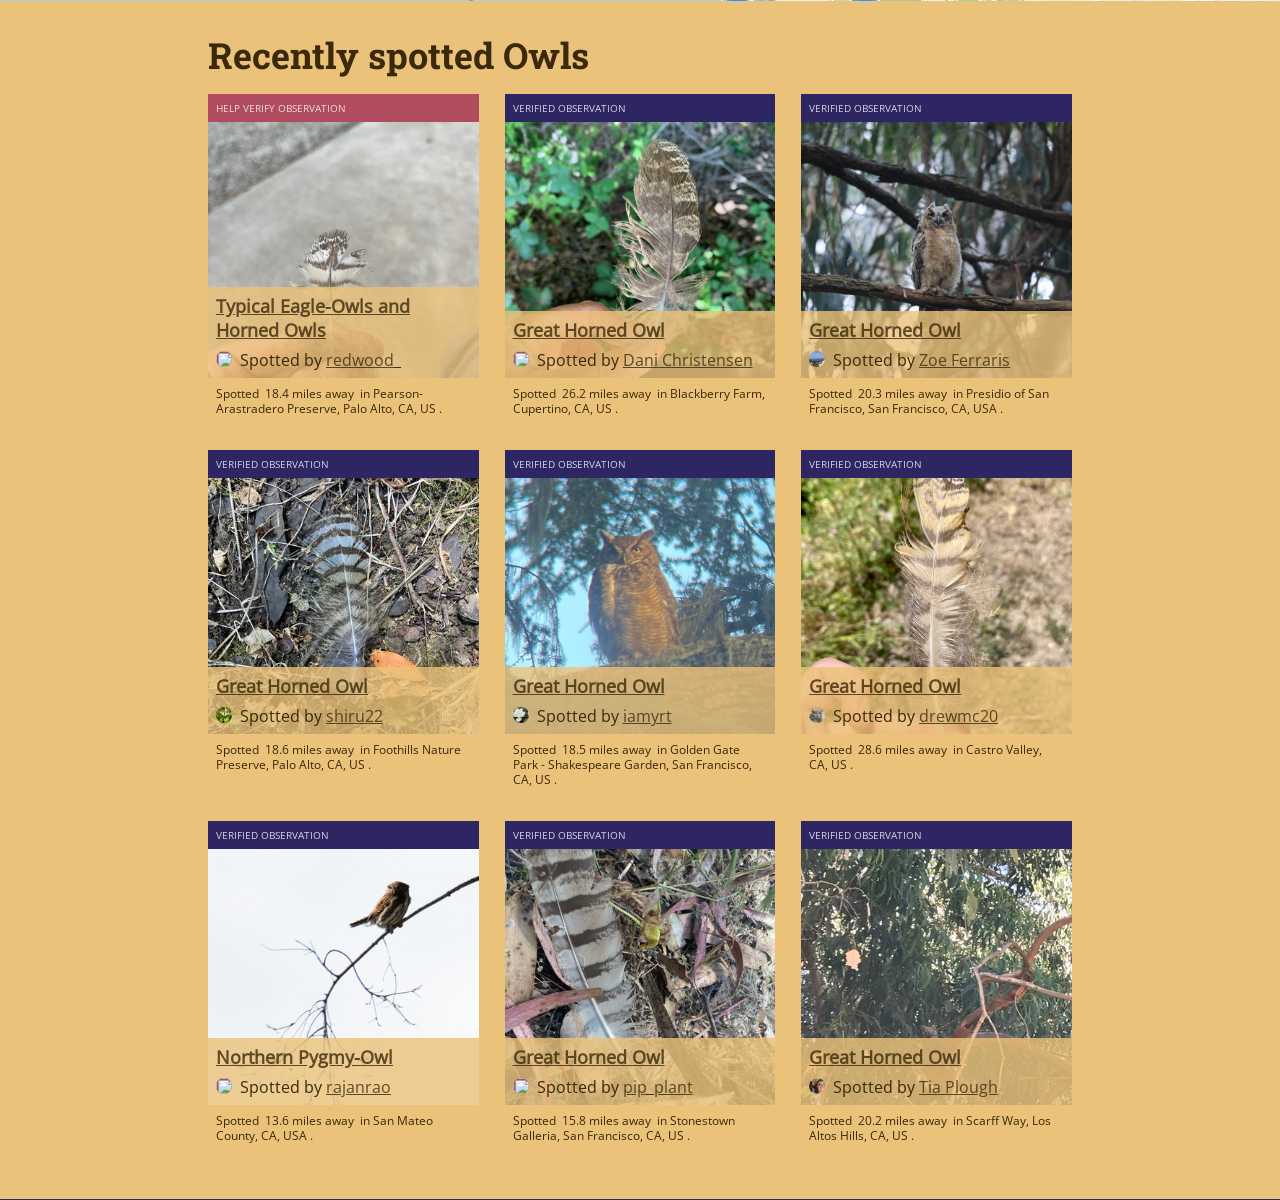 Recently spotted Owls
HELP VERIFY OBSERVATION
Typical Eagle-Owls and
Horned Owls
Spotted by redwood_
Spotted 18.4 miles away in Pearson-
Arastradero Preserve, Palo Alto, CA, US .
VERIFIED OBSERVATION
Great Horned Owl
Spotted by Dani Christensen
Spotted 26.2 miles away in Blackberry Farm,
Cupertino, CA, US .
VERIFIED OBSERVATION
Great Horned Owl
Spotted by Zoe Ferraris
Spotted 20.3 miles away in Presidio of San
Francisco, San Francisco, CA, USA .
VERIFIED OBSERVATION
Great Horned Owl
Spotted by shiru22
Spotted 18.6 miles away in Foothills Nature
Preserve, Palo Alto, CA, US .
VERIFIED OBSERVATION
Great Horned Owl
Spotted by iamyrt
Spotted 18.5 miles away in Golden Gate
Park - Shakespeare Garden, San Francisco,
CA, US .
VERIFIED OBSERVATION
Great Horned Owl
Spotted by drewmc20
Spotted 28.6 miles away in Castro Valley,
CA, US .
VERIFIED OBSERVATION
Northern Pygmy-Owl
Spotted by rajanrao
Spotted 13.6 miles away in San Mateo
County, CA, USA .
VERIFIED OBSERVATION
Great Horned Owl
Spotted by pip_plant
Spotted 15.8 miles away in Stonestown
Galleria, San Francisco, CA, US .
VERIFIED OBSERVATION
Great Horned Owl
Spotted by Tia Plough
Spotted 20.2 miles away in Scarff Way, Los
Altos Hills, CA, US .